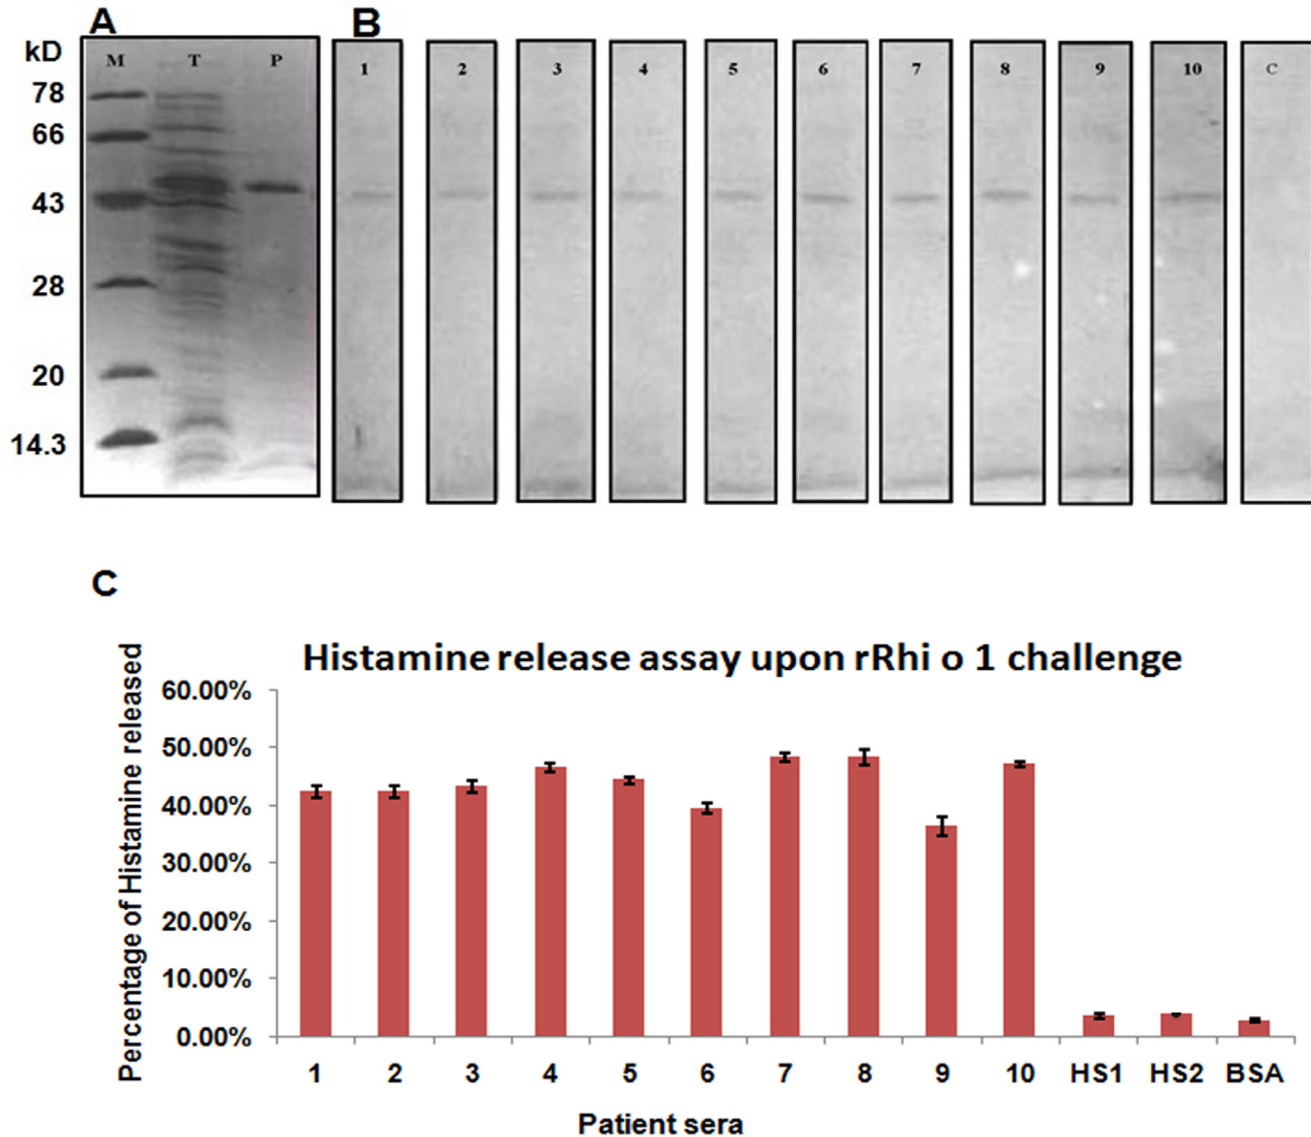 A B
kD
M T P 1 2 3 4 5 6 7 8 9 10 C
78
66
43
28
20
14.3
C
Histamine release assay upon rRhi o 1 challenge
Percentage of Histamine released
60.00%
50.00%
40.00%
30.00%
20.00%
10.00%
0.00%
1 2 3 4 5 6 7 8 9 10 HS1 HS2 BSA
Patient sera